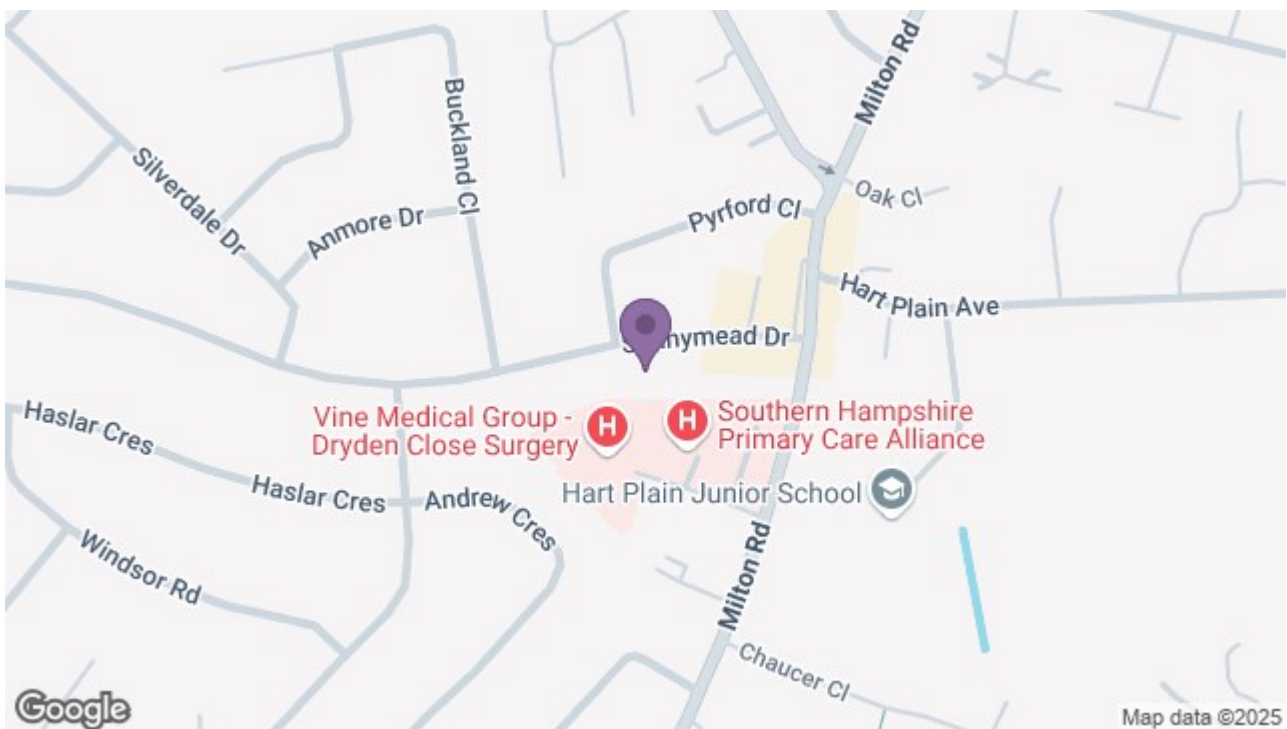 Milton Rd
Buckland Cl
Oak Cl
Silverdale Dr
Pyrford Cl
Anmore Dr
Hart Plain Ave
nymead Dr
Vine Medical Group -
Dryden Close Surgery
H
H
Southern Hampshire
Primary Care Alliance
Haslar Cres
Haslar Cres
Andrew Cres
Hart Plain Junior School
Windsor Rd
Milton Rd
Chaucer Cl
Google
Map data ©2025